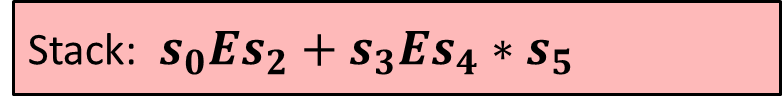 Stack: s₀Es₂ + s₃Es₄ * s₅